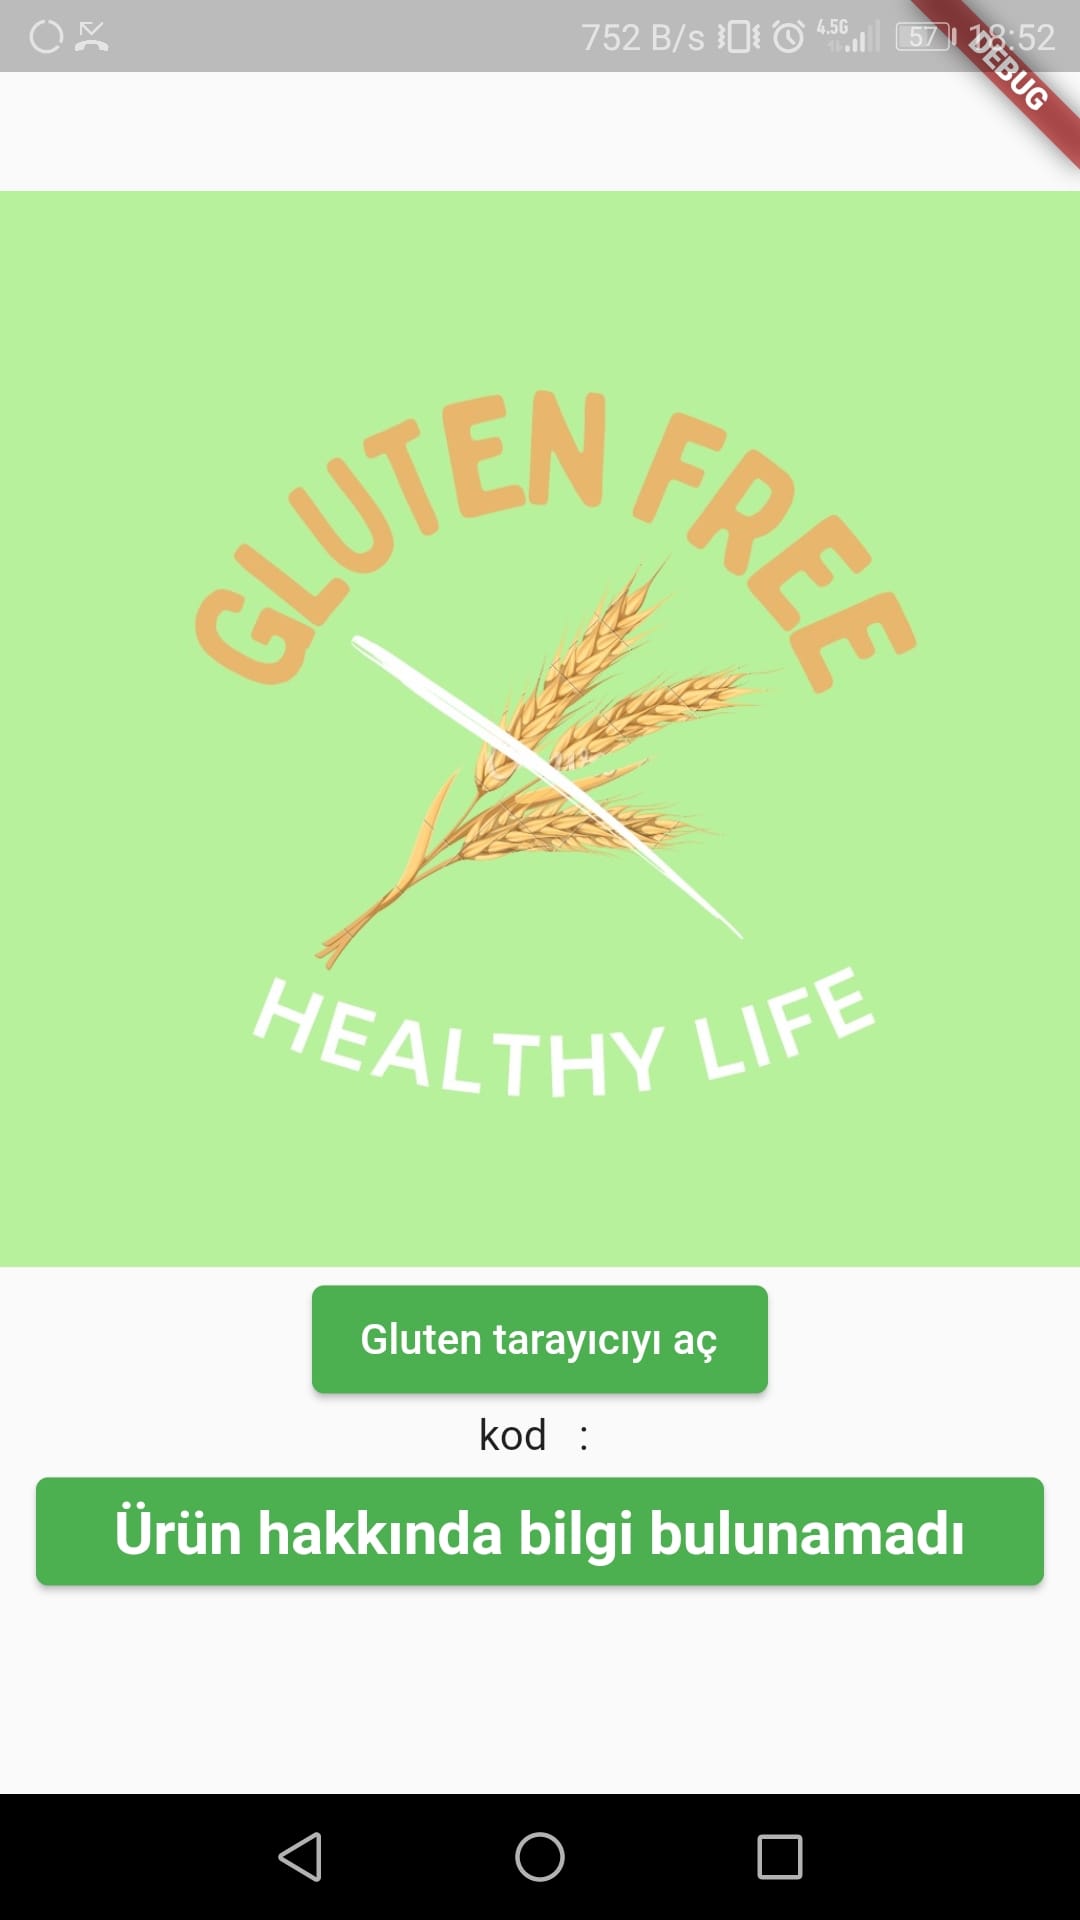 752 B/s 4.5G 57 18:52
DEBUG
GLUTEN FREE
HEALTHY LIFE
Gluten tarayıcıyı aç
kod :
Ürün hakkında bilgi bulunamadı